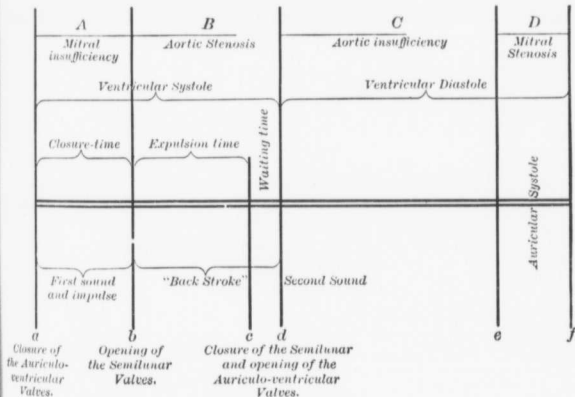 A B C D
Mitral insufficiency
Aortic Stenosis
Aortic insufficiency
Mitral Stenosis
Ventricular Systole
Ventricular Diastole
Closure-time
Expulsion time
Waiting time
Auricular Systole
First sound and impulse
"Back Stroke"
Second Sound
a b c d e f
Closure of the Auriculo-ventricular Valves.
Opening of the Semilunar Valves.
Closure of the Semilunar and opening of the Auriculo-ventricular Valves.